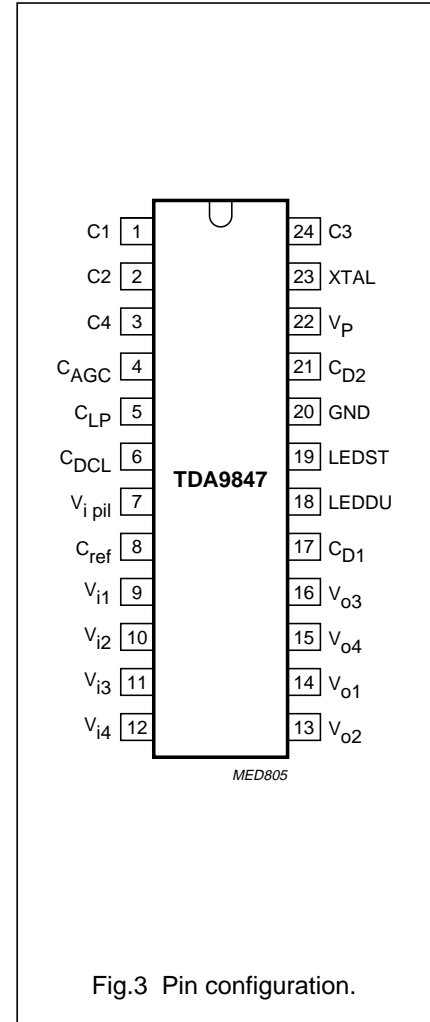 C1 1 24 C3
C2 2 23 XTAL
C4 3 22 VP
CAGC 4 21 CD2
CLP 5 20 GND
CDCL 6 19 LEDST
TDA9847
Vi pil 7 18 LEDDU
Cref 8 17 CD1
Vi1 9 16 Vo3
Vi2 10 15 Vo4
Vi3 11 14 Vo1
Vi4 12 13 Vo2
MED805
Fig.3 Pin configuration.